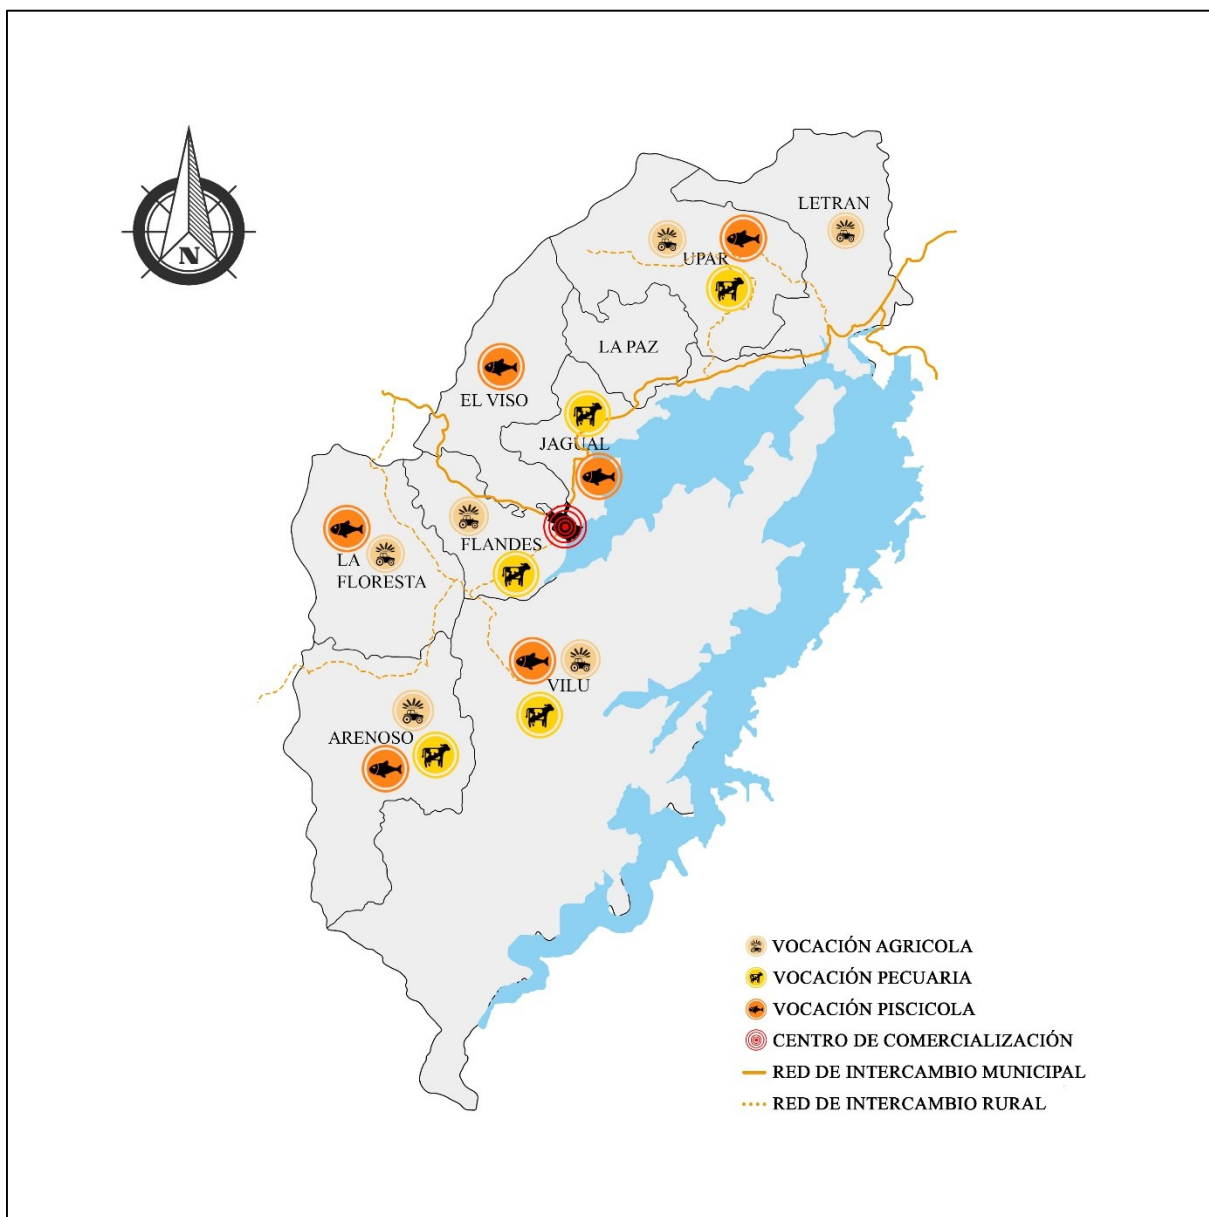 LETRAN
UPAR
LA PAZ
EL VISO
JAGUAL
FLANDES
LA
FLORESTA
VILU
ARENOSO
N
VOCACIÓN AGRICOLA
VOCACIÓN PECUARIA
VOCACIÓN PISCICOLA
CENTRO DE COMERCIALIZACIÓN
RED DE INTERCAMBIO MUNICIPAL
RED DE INTERCAMBIO RURAL